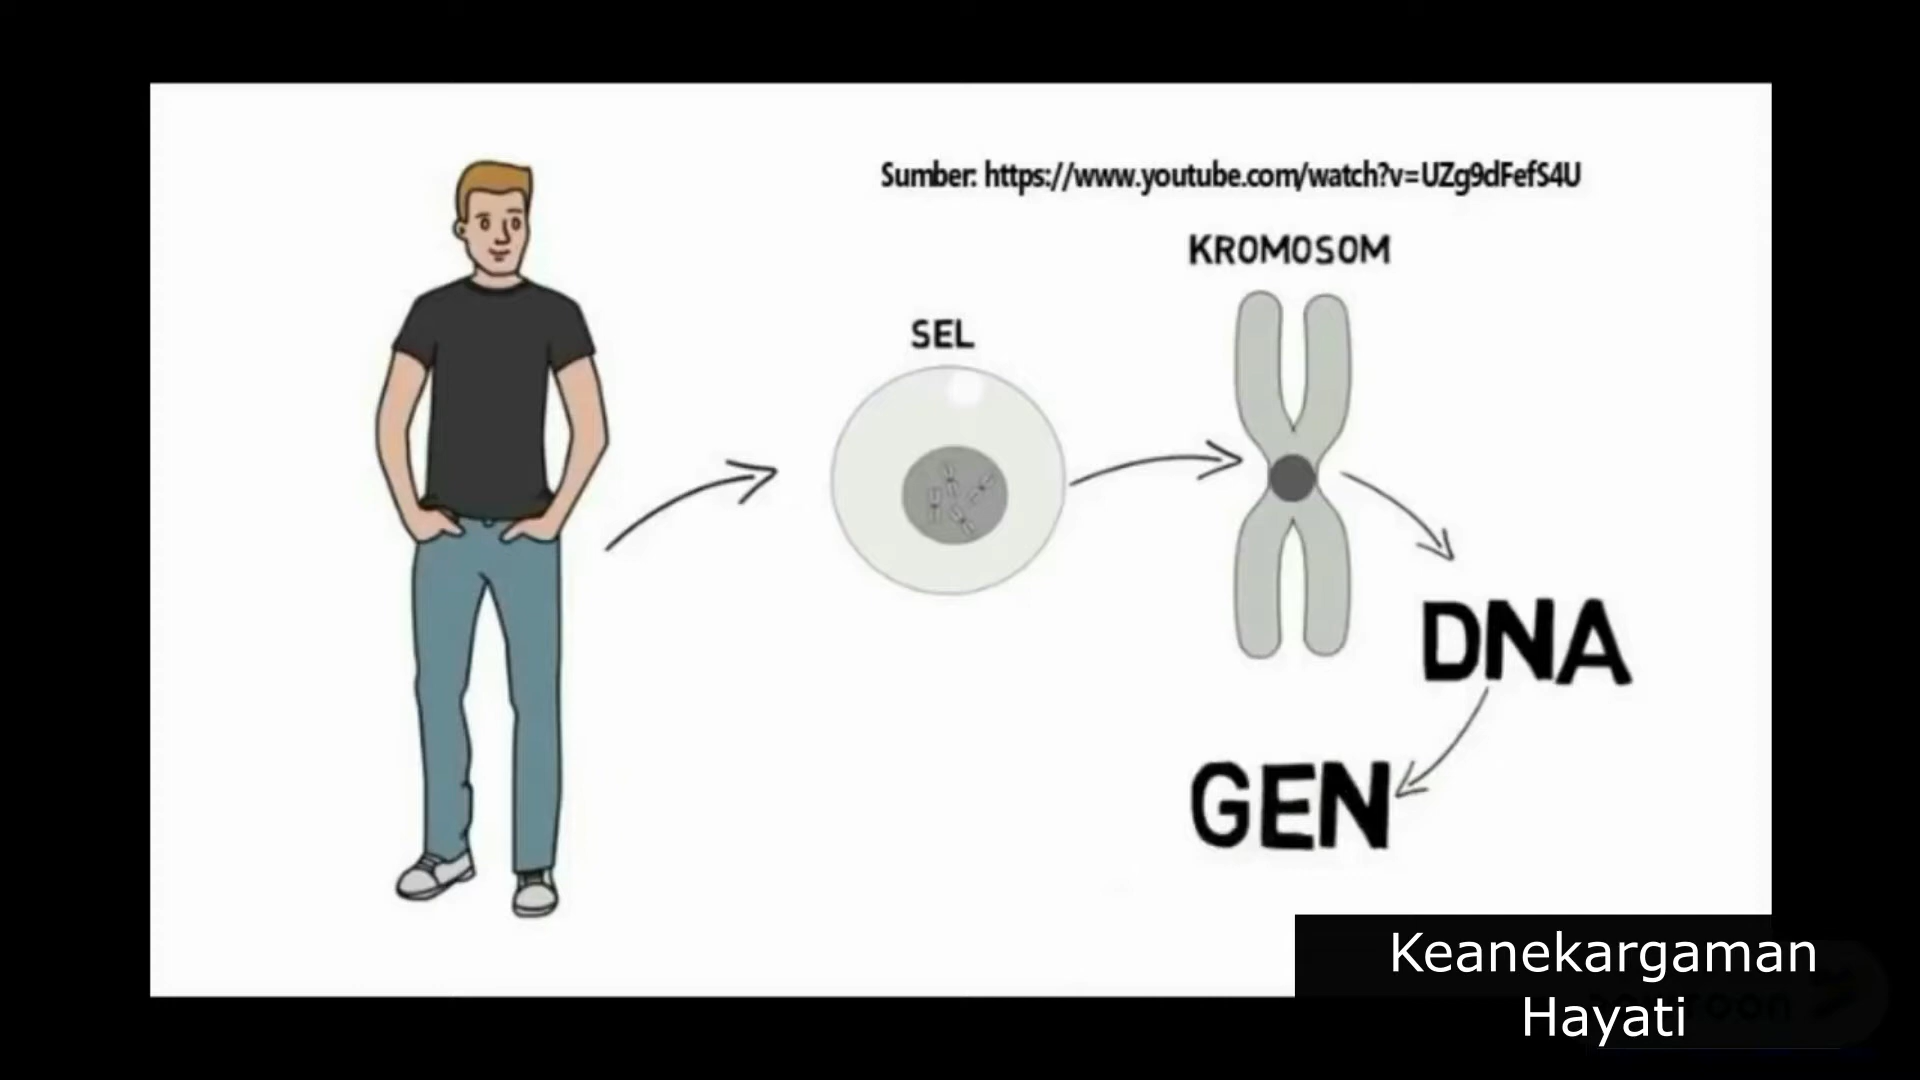 Sumber: https://www.youtube.com/watch?v=UZg9dFefS4U
KROMOSOM
SEL
DNA
GEN
Keanekargaman
Hayati